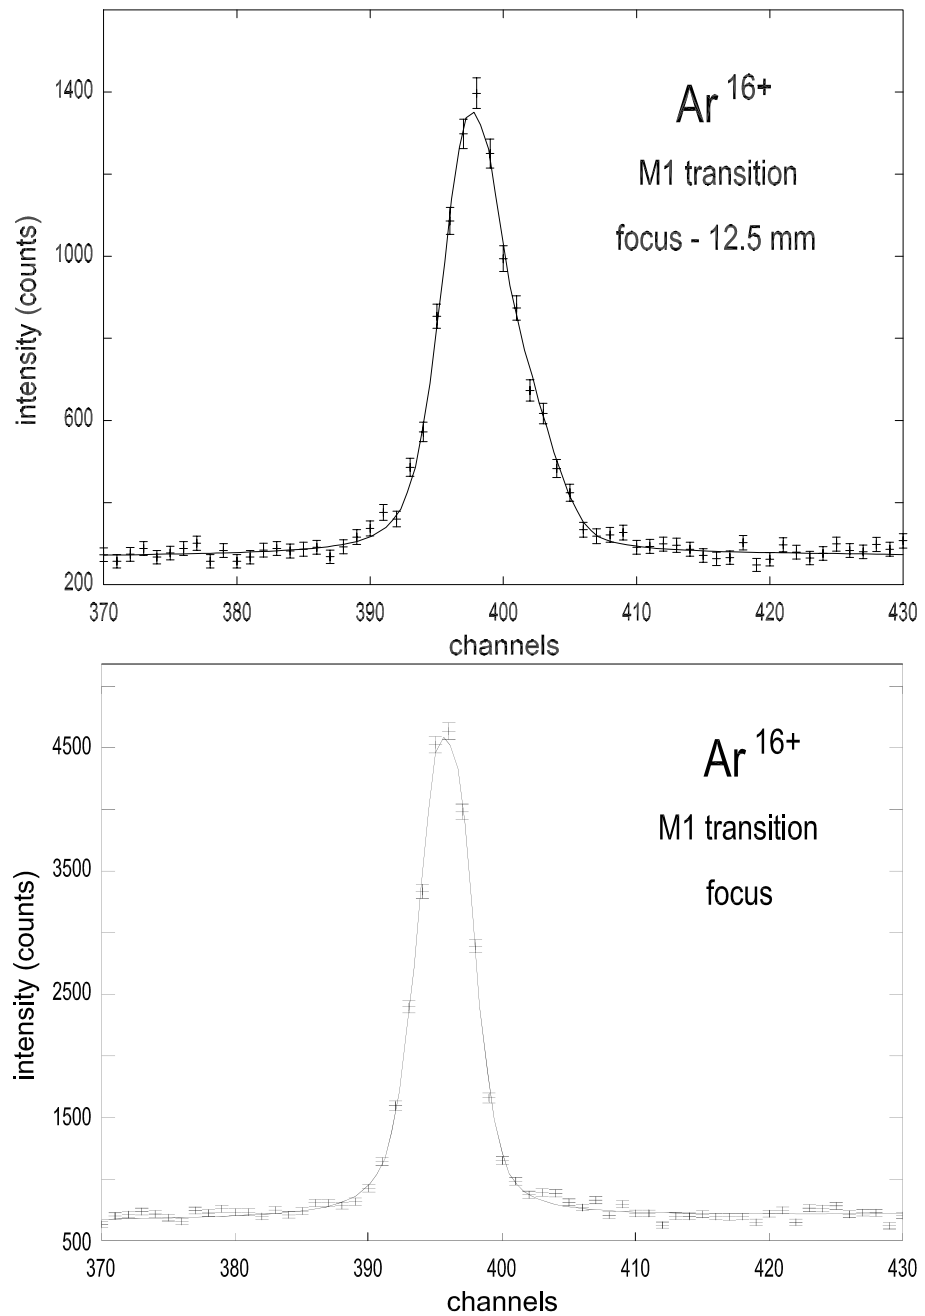 1400
Ar 16+
M1 transition
focus - 12.5 mm
1000
intensity (counts)
600
200
370 380 390 400 410 420 430
channels
4500
Ar 16+
M1 transition
focus
3500
intensity (counts)
2500
1500
500
370 380 390 400 410 420 430
channels